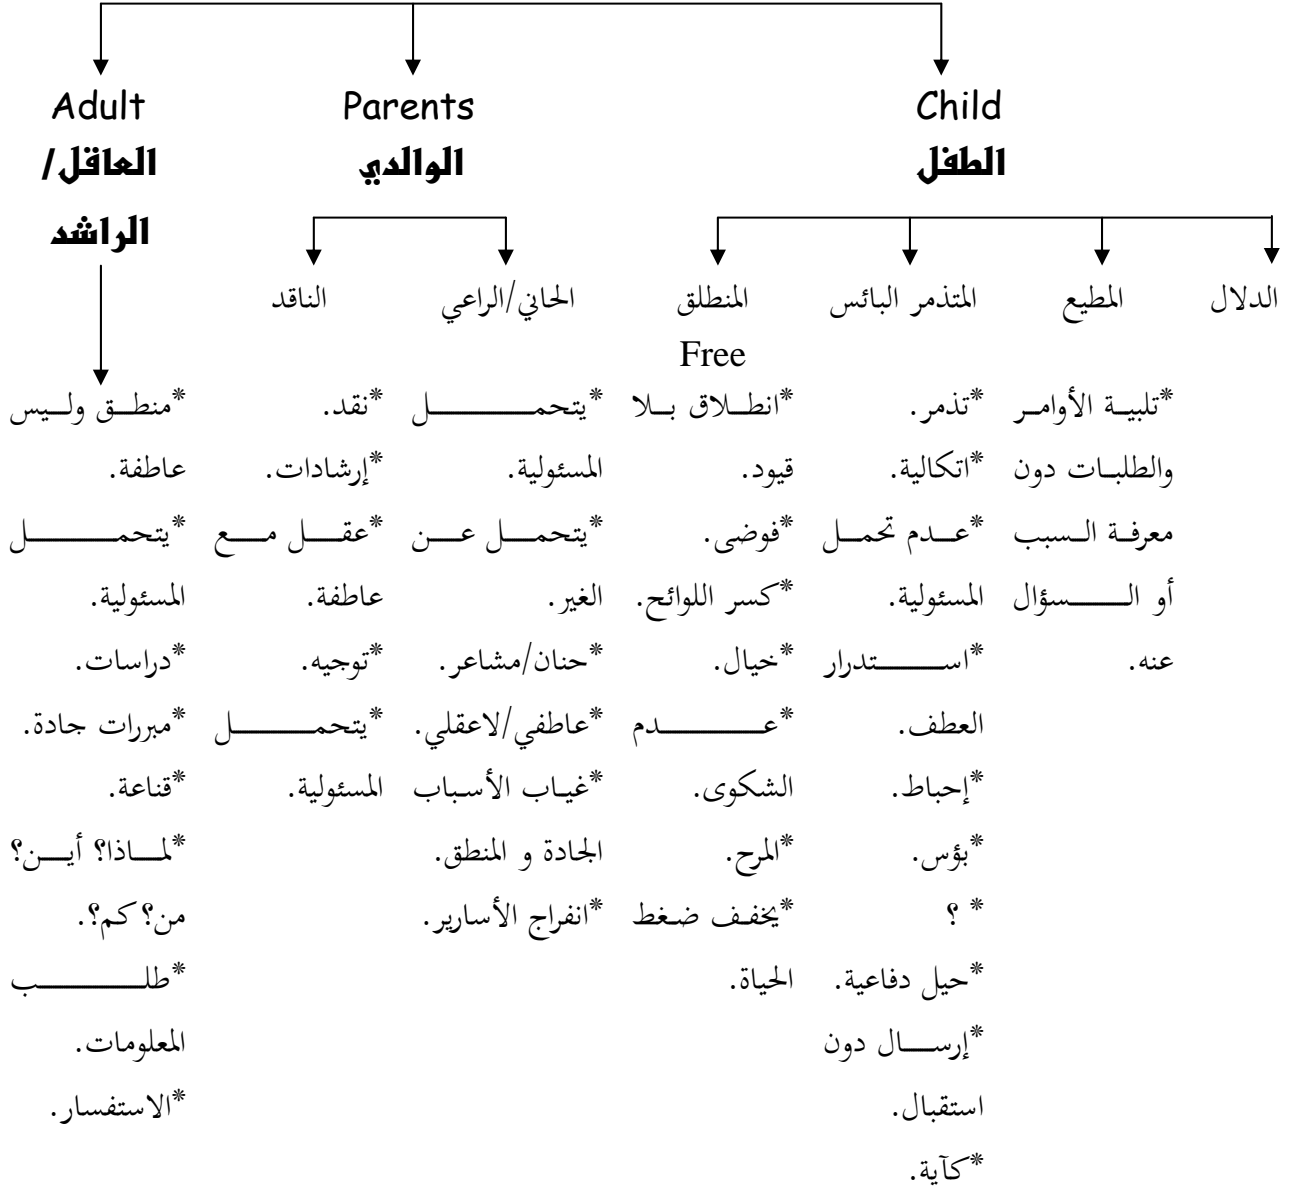 Child
الطفل
Parents
الوالدي
Adult
العاقل/
الراشد
الدلال
المطيع
المتذمر البائس
المنطلق
Free
الحاني/الراعي
الناقد
*تلبية الأوامر
والطلبات دون
معرفة السبب
أو السؤال
عنه.
*تذمر.
*اتكالية.
*عدم تحمل
المسئولية.
*استدرار
العطف.
*إحباط.
*بؤس.
* ؟
*حيل دفاعية.
*إرسال دون
استقبال.
*كآية.
*انطلاق بلا
قيود.
*فوضى.
*كسر اللوائح.
*خيال.
*عدم
الشكوى.
*المرح.
*يخفف ضغط
الحياة.
*يتحمل
المسئولية.
*يتحمل عن
الغير.
*حنان/مشاعر.
*عاطفي/لاعقلي.
*غياب الأسباب
الجادة و المنطق.
*انفراج الأسارير.
*نقد.
*إرشادات.
*عقل مع
عاطفة.
*توجيه.
*يتحمل
المسئولية.
*منطق وليس
عاطفة.
*يتحمل
المسئولية.
*دراسات.
*مبررات جادة.
*قناعة.
*لماذا؟ أين؟
من؟ كم؟.
*طلب
المعلومات.
*الاستفسار.